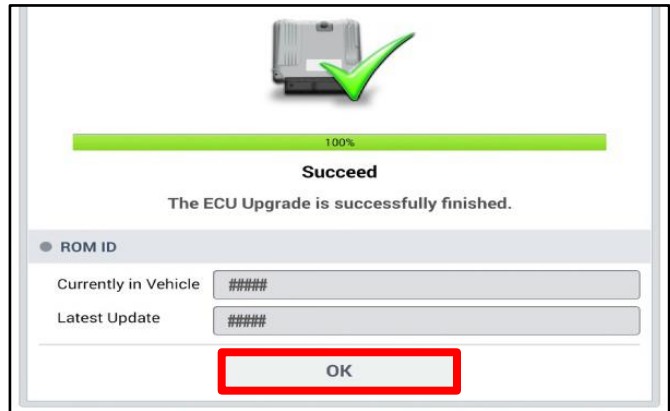 100%
Succeed
The ECU Upgrade is successfully finished.
ROM ID
Currently in Vehicle #####
Latest Update #####
OK